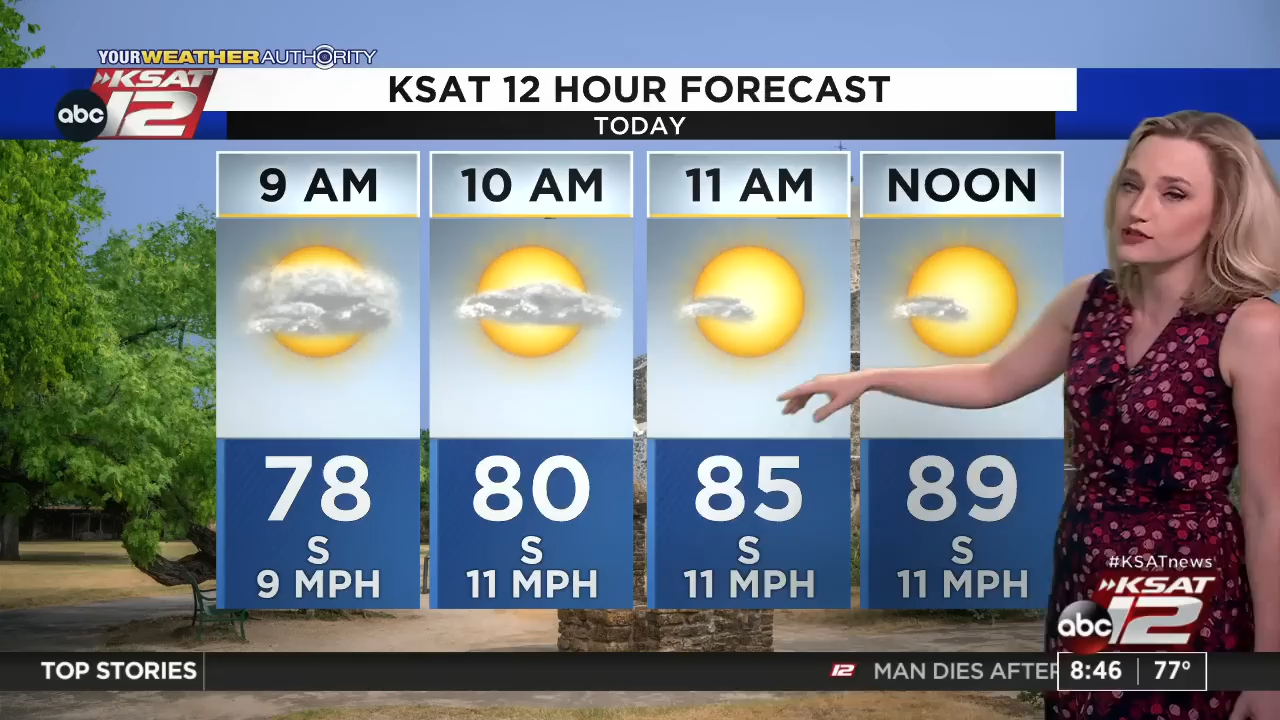 YOURWEATHERAUTHORITY
KSAT
abc 12
KSAT 12 HOUR FORECAST
TODAY
9 AM 10 AM 11 AM NOON
78 80 85 89
S S S S
9 MPH 11 MPH 11 MPH 11 MPH
#KSATnews
KSAT
abc 12
TOP STORIES 12 MAN DIES AFTER 8:46 77°